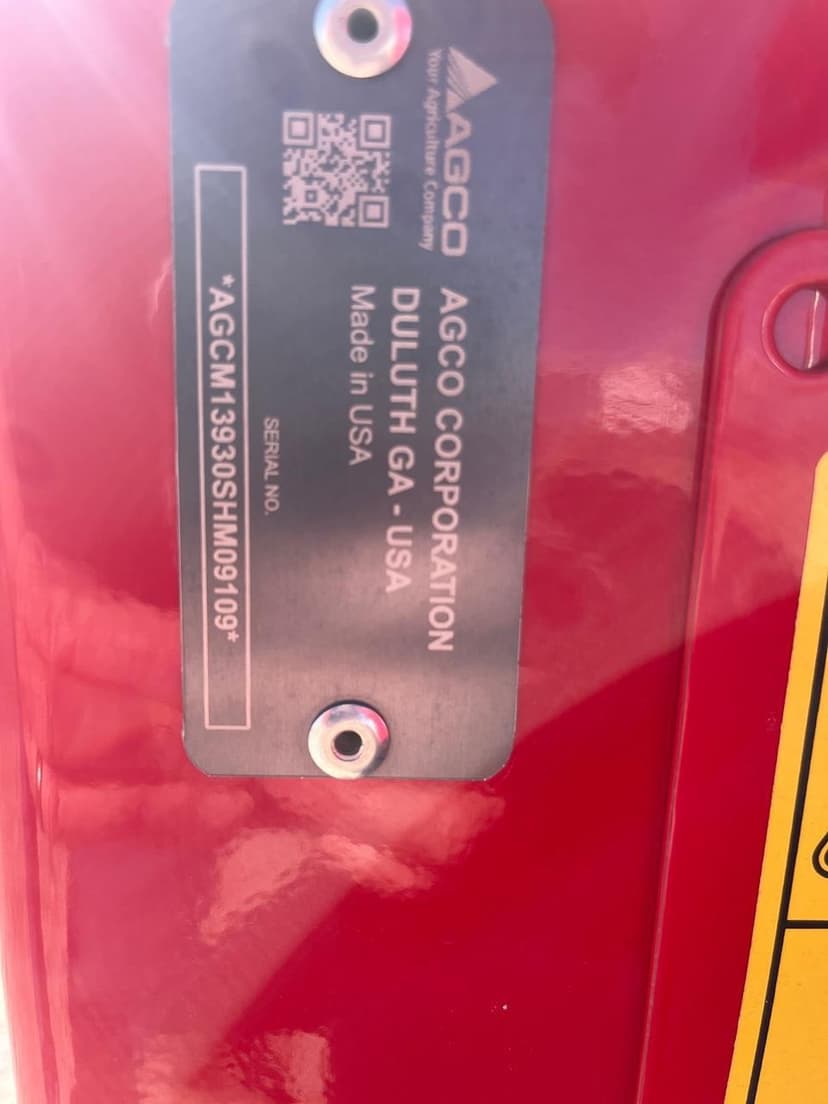 AGCO
Your Agriculture Company
AGCO CORPORATION
DULUTH GA - USA
Made in USA
SERIAL NO.
*AGCM13930SHM09109*